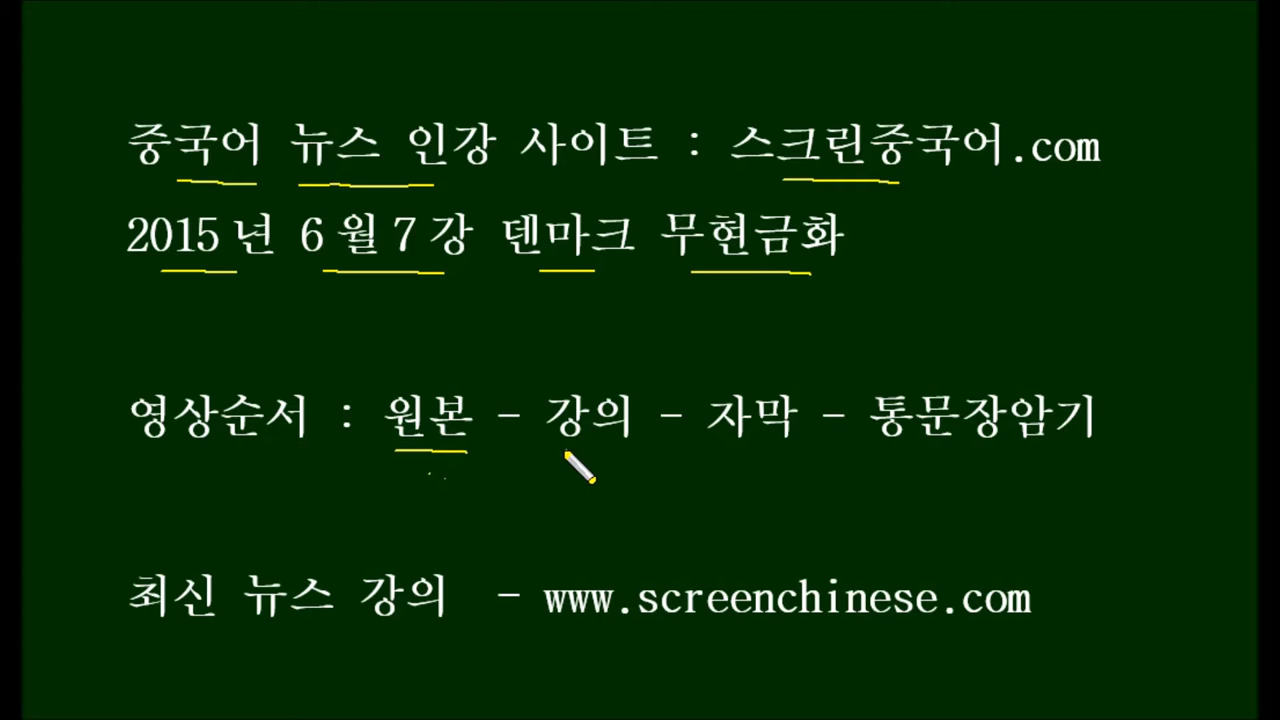 중국어 뉴스 인강 사이트 : 스크린중국어.com
2015년 6월7강 덴마크 무현금화
영상순서 : 원본 - 강의 - 자막 - 통문장암기
최신 뉴스 강의 - www.screenchinese.com